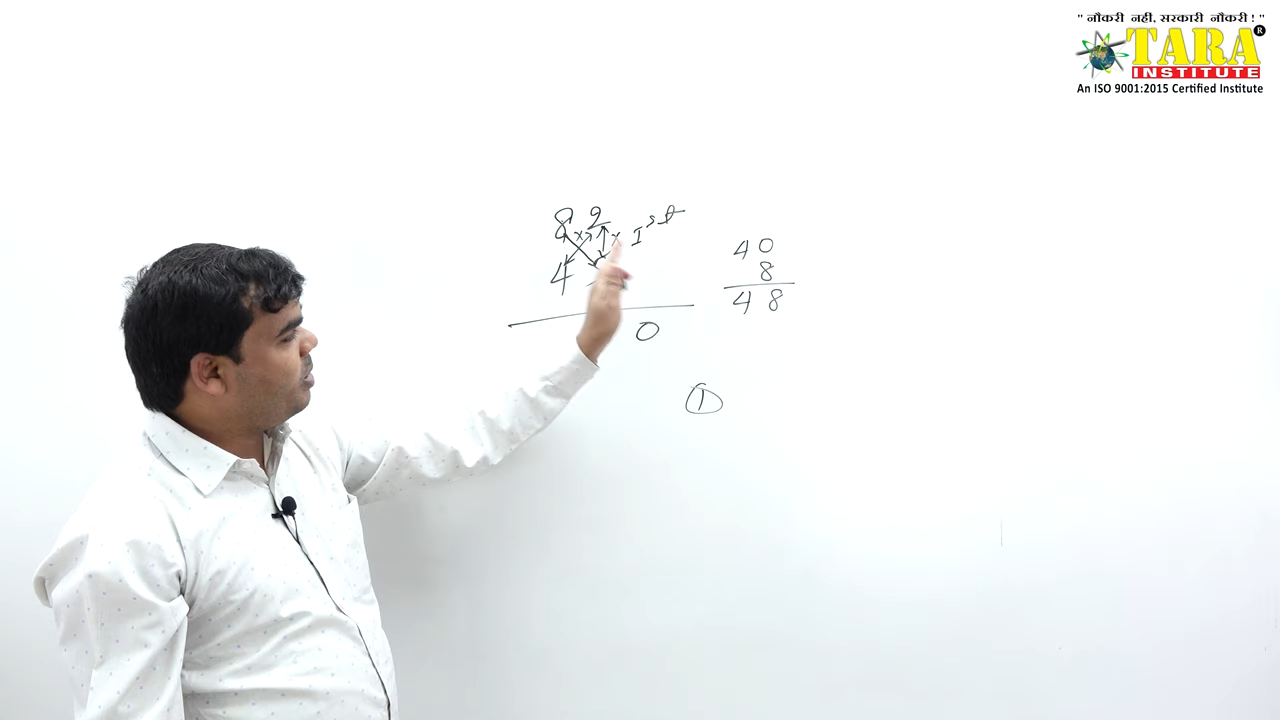 " नौकरी नहीं, सरकारी नौकरी ! "
TARA
®
INSTITUTE
An ISO 9001:2015 Certified Institute
8 2
× × Ist
4
0
40
8
48
1